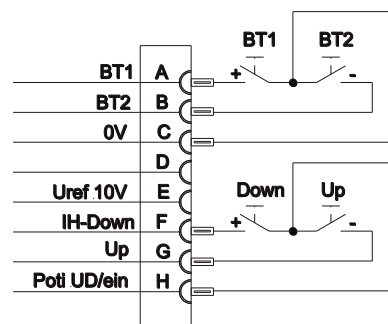 BT1 BT2
BT1 A + -
BT2 B
0V C
D
Uref 10V E Down Up
IH-Down F + -
Up G
Poti UD/ein H